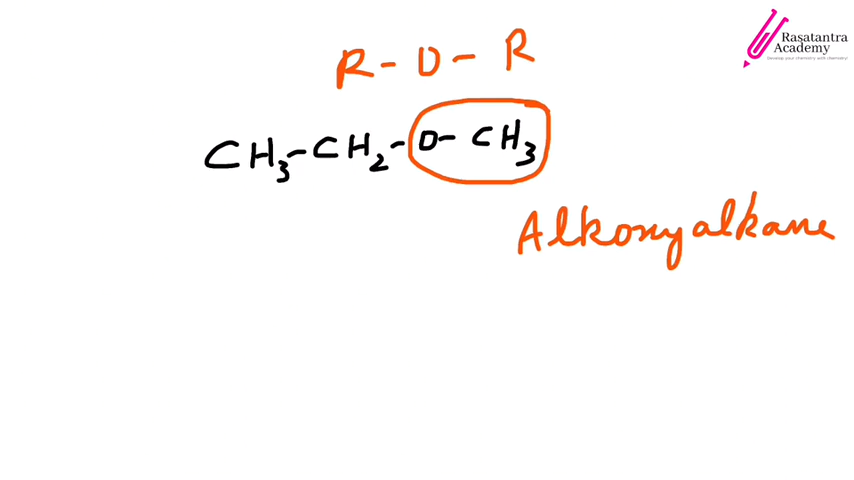 Rasatantra
Academy
Develop your chemistry with chemistry!
R-O-R
CH3-CH2-O-CH3
Alkoxyalkane